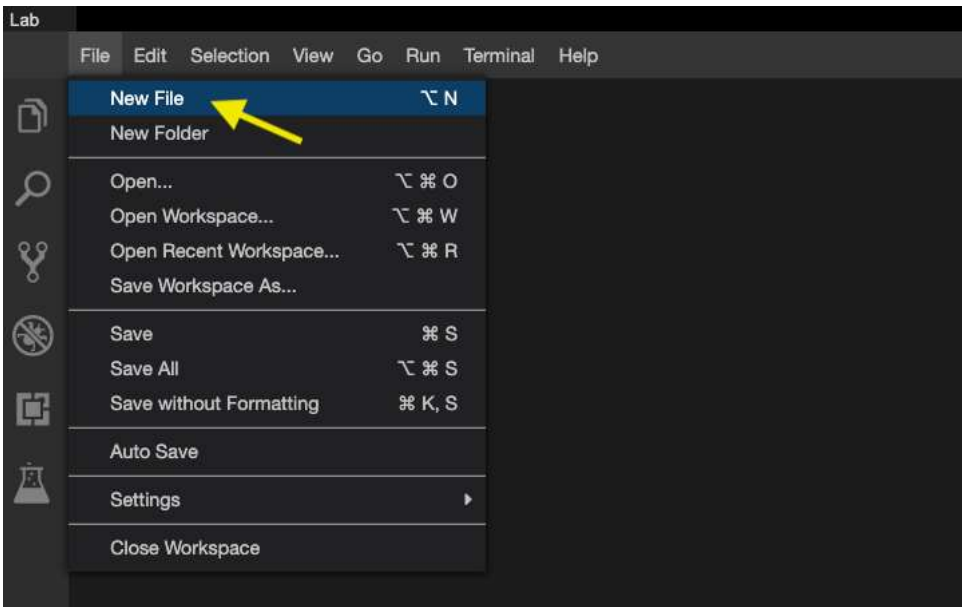 Lab
File Edit Selection View Go Run Terminal Help
New File ⌥ N
New Folder
Open... ⌥ ⌘ O
Open Workspace... ⌥ ⌘ W
Open Recent Workspace... ⌥ ⌘ R
Save Workspace As...
Save ⌘ S
Save All ⌥ ⌘ S
Save without Formatting ⌘ K, S
Auto Save
Settings
Close Workspace